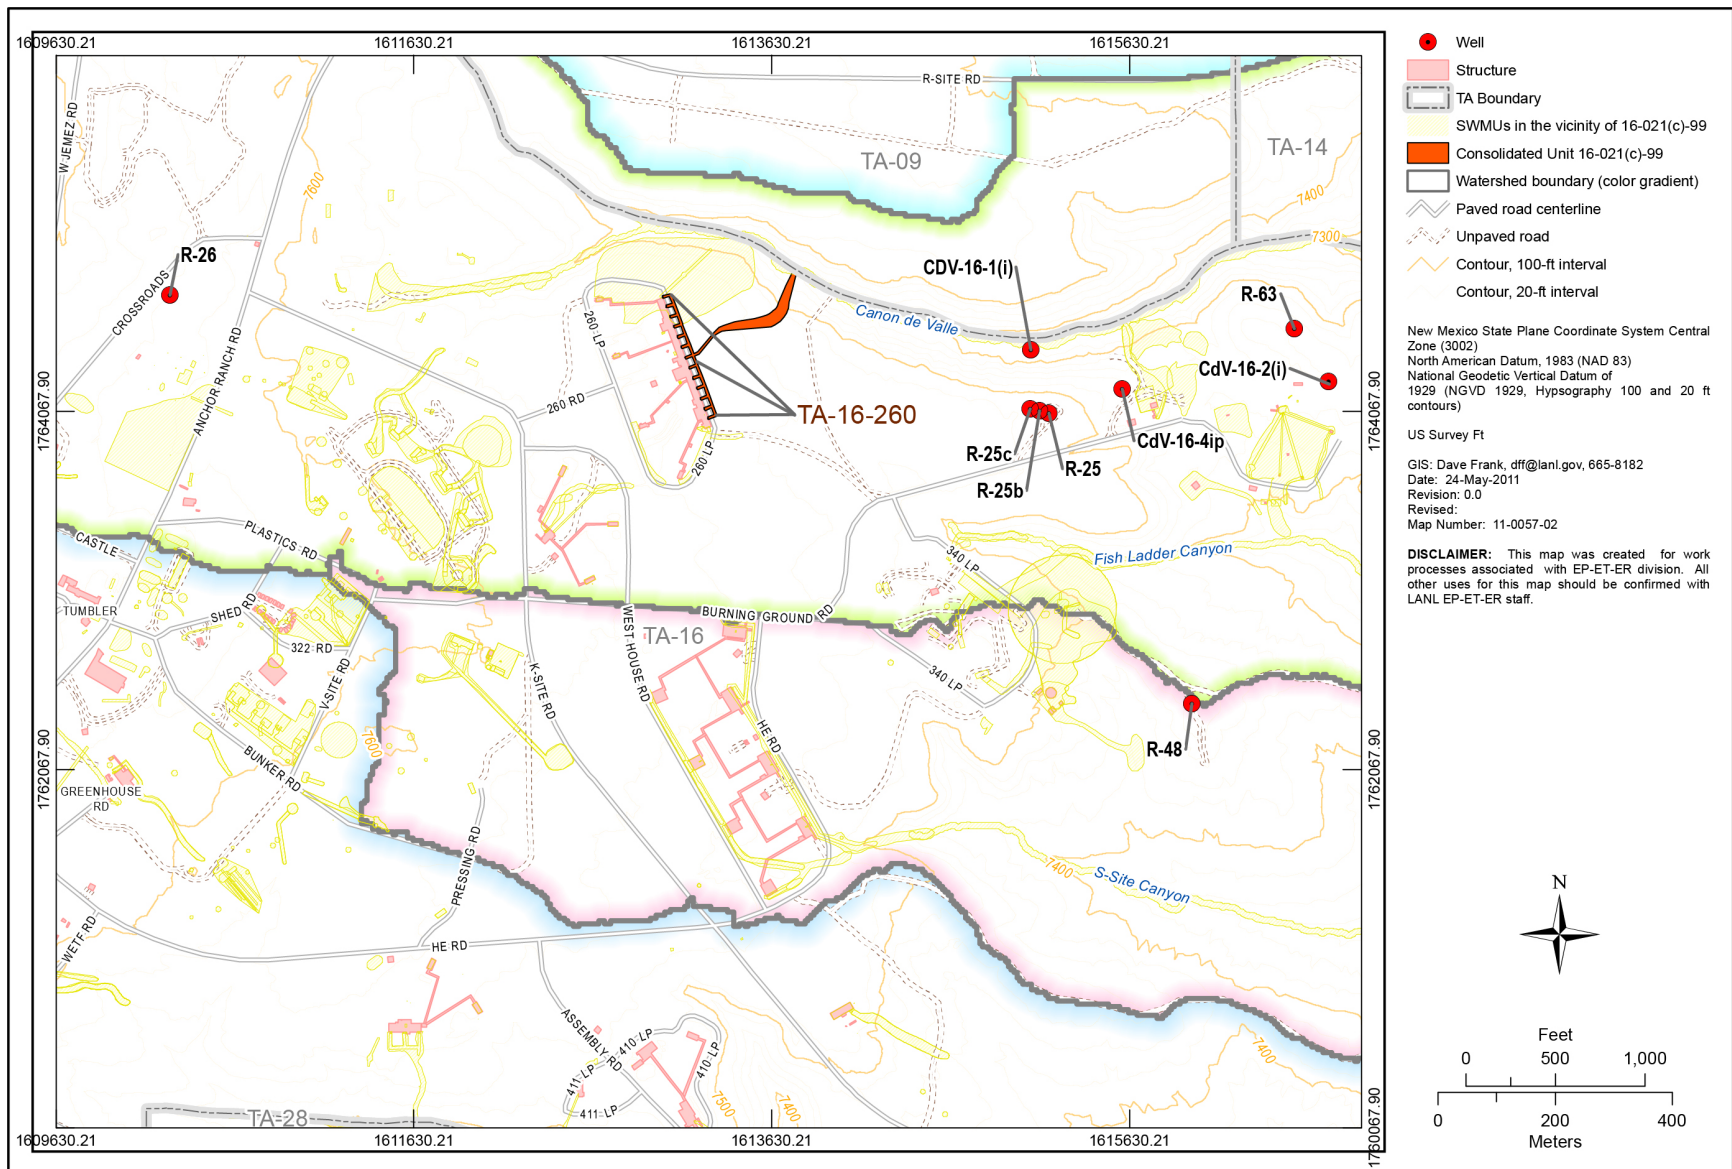 1609630.21
1611630.21
1613630.21
1615630.21
R-SITE RD
W JEMEZ RD
TA-09
TA-14
7600
7400
7300
R-26
CROSSROADS
CDV-16-1(i)
R-63
Canon de Valle
260 LP
ANCHOR RANCH RD
CdV-16-2(i)
1764067.90
1764067.90
260 RD
TA-16-260
260 LP
R-25c
R-25
CdV-16-4ip
R-25b
PLASTICS RD
CASTLE
340 LP
Fish Ladder Canyon
TUMBLER
SHED RD
322 RD
V-SITE RD
WEST HOUSE RD
BURNING GROUND RD
TA-16
K-SITE RD
340 LP
HE RD
R-48
7600
BUNKER RD
1762067.90
1762067.90
GREENHOUSE
RD
PRESSING RD
7400
S-Site Canyon
WETF RD
HE RD
ASSEMBLY RD
410 LP
411 LP
410 LP
411 LP
7500
7400
7400
TA-28
1760067.90
1609630.21
1611630.21
1613630.21
1615630.21
Well
Structure
TA Boundary
SWMUs in the vicinity of 16-021(c)-99
Consolidated Unit 16-021(c)-99
Watershed boundary (color gradient)
Paved road centerline
Unpaved road
Contour, 100-ft interval
Contour, 20-ft interval
New Mexico State Plane Coordinate System Central
Zone (3002)
North American Datum, 1983 (NAD 83)
National Geodetic Vertical Datum of
1929 (NGVD 1929, Hypsography 100 and 20 ft
contours)
US Survey Ft
GIS: Dave Frank, dff@lanl.gov, 665-8182
Date: 24-May-2011
Revision: 0.0
Revised:
Map Number: 11-0057-02
DISCLAIMER: This map was created for work
processes associated with EP-ET-ER division. All
other uses for this map should be confirmed with
LANL EP-ET-ER staff.
N
Feet
0 500 1,000
0 200 400
Meters